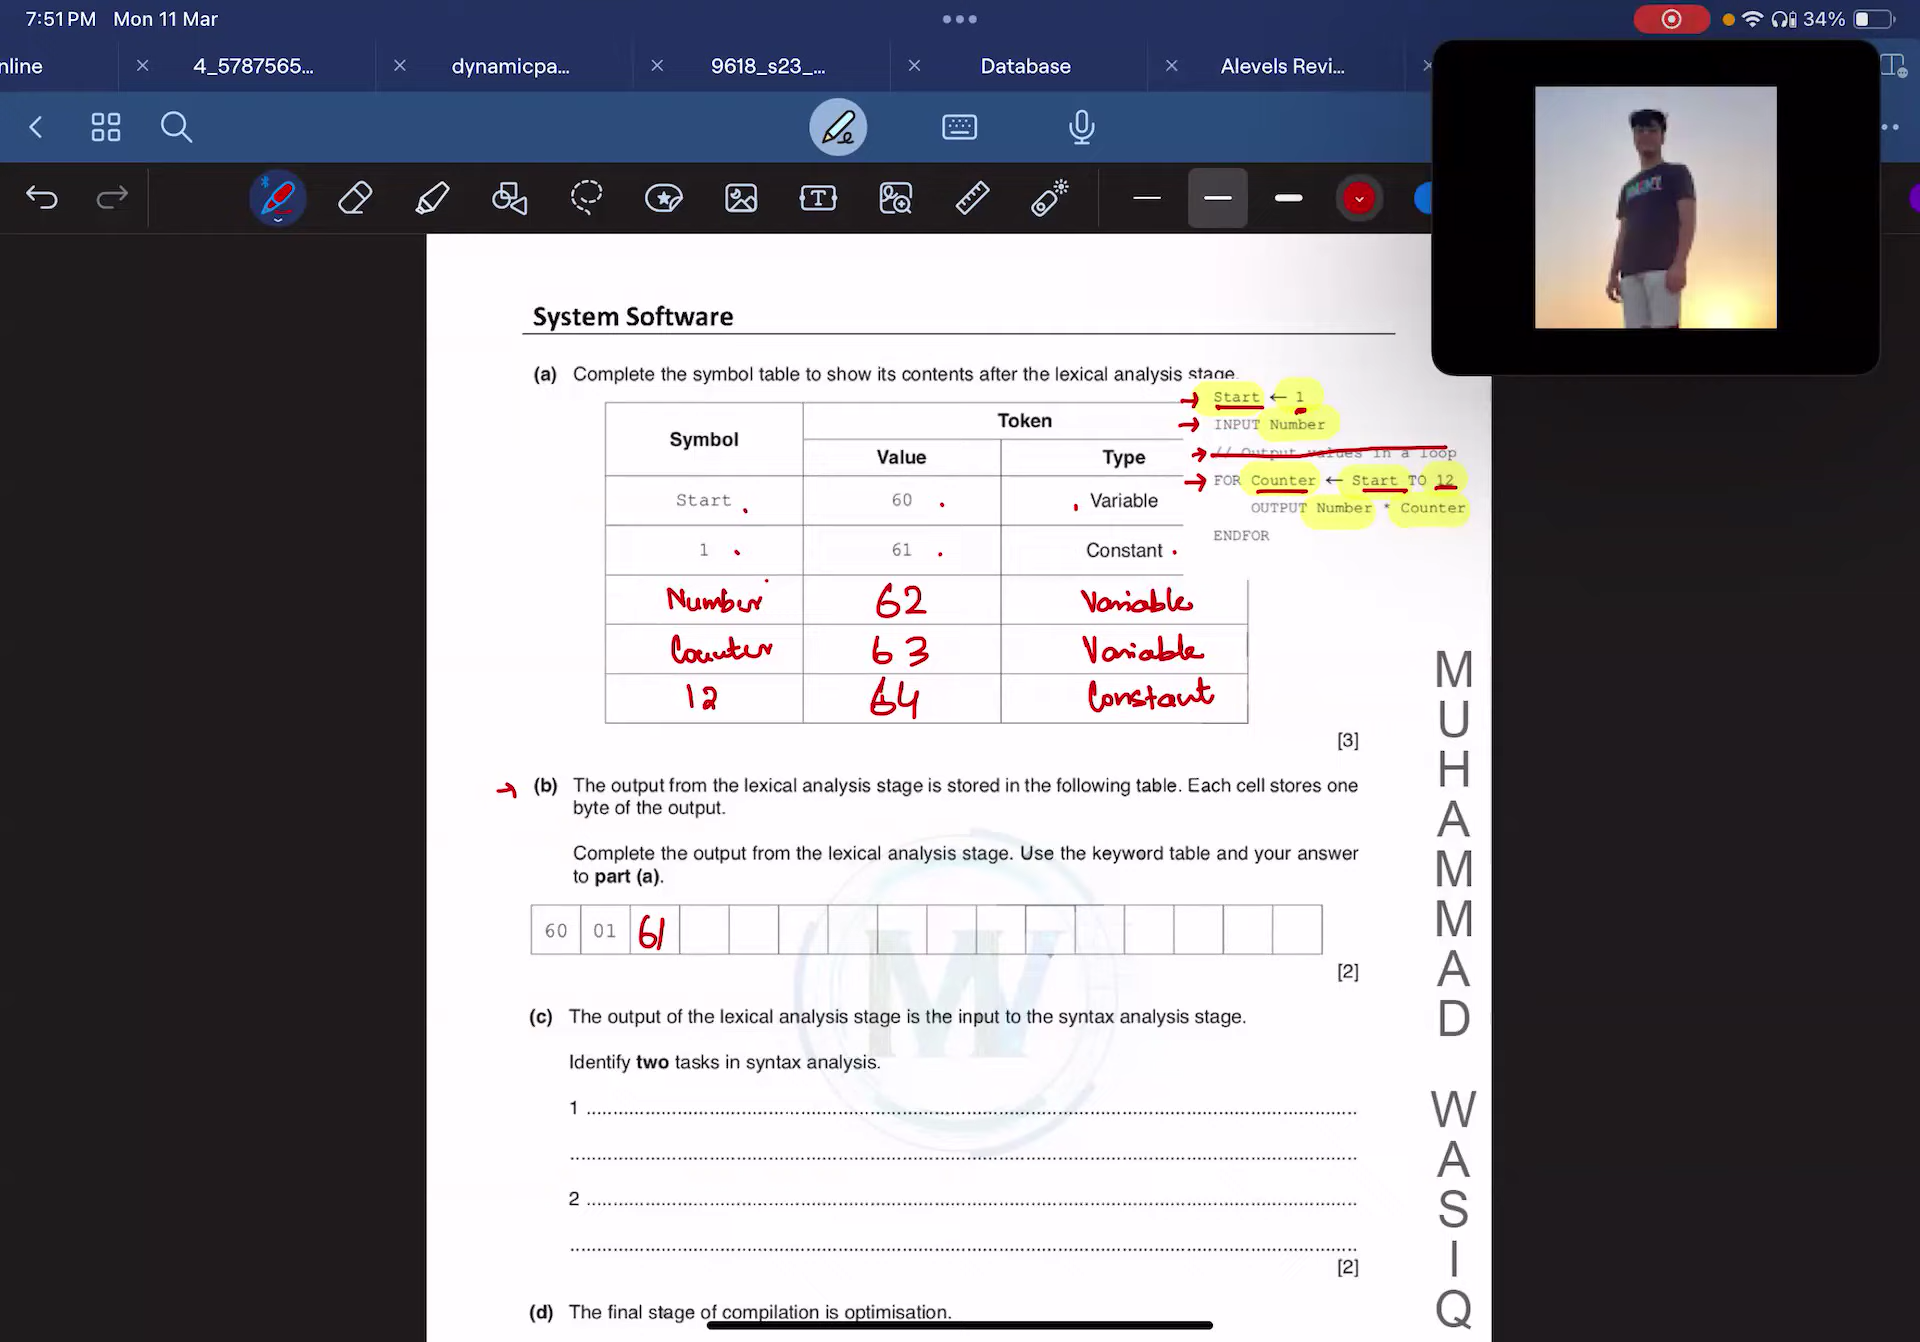 7:51 PM Mon 11 Mar
34%
nline
4_5787565...
dynamicpa...
9618_s23_...
Database
Alevels Revi...
System Software
(a) Complete the symbol table to show its contents after the lexical analysis stage.
Start ← 1
INPUT Number
// Output values in a loop
FOR Counter ← Start TO 12
OUTPUT Number * Counter
ENDFOR
Symbol
Token
Value
Type
Start 60 Variable
1 61 Constant
Number 62 Variable
Counter 63 Variable
12 64 Constant
[3]
(b) The output from the lexical analysis stage is stored in the following table. Each cell stores one
byte of the output.
Complete the output from the lexical analysis stage. Use the keyword table and your answer
to part (a).
60 01 61
[2]
(c) The output of the lexical analysis stage is the input to the syntax analysis stage.
Identify two tasks in syntax analysis.
1
2
[2]
(d) The final stage of compilation is optimisation.
MUHAMMAD WASIQ
MW